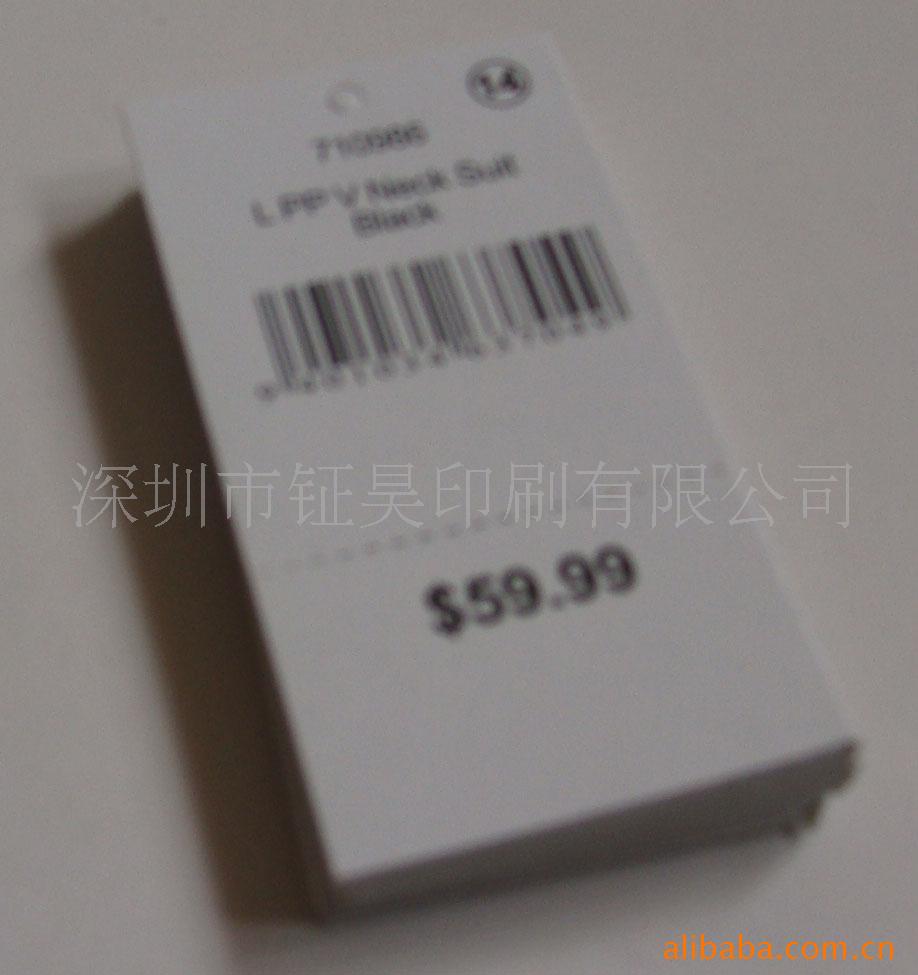 14
710986
L PP V Neck Suit
Black
深圳市钲昊印刷有限公司
$59.99
alibaba.com.cn